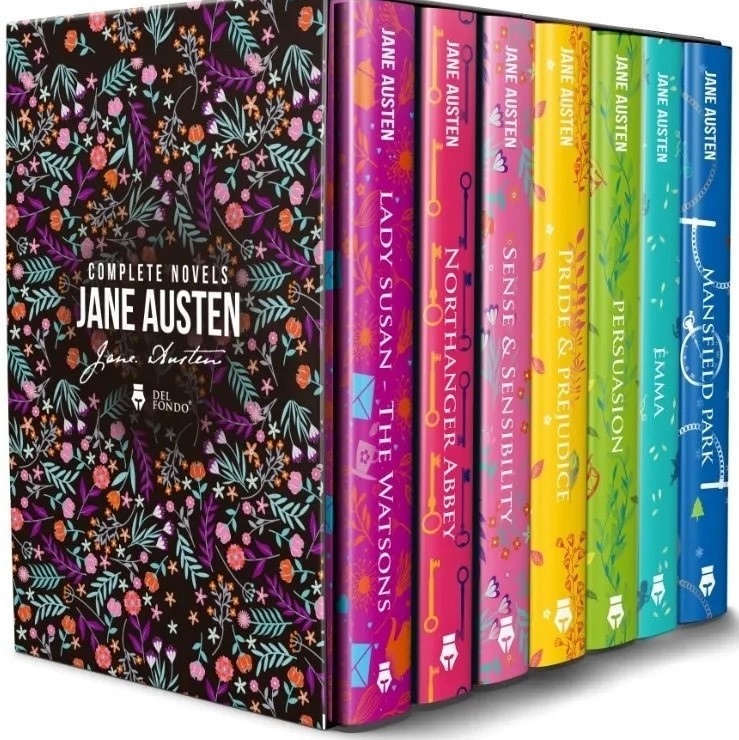 COMPLETE NOVELS
JANE AUSTEN
Jane Austen
DEL
FONDO®
JANE AUSTEN
LADY SUSAN - THE WATSONS
JANE AUSTEN
NORTHANGER ABBEY
JANE AUSTEN
SENSE & SENSIBILITY
JANE AUSTEN
PRIDE & PREJUDICE
JANE AUSTEN
PERSUASION
JANE AUSTEN
ÉMMA
JANE AUSTEN
MANSFIELD PARK